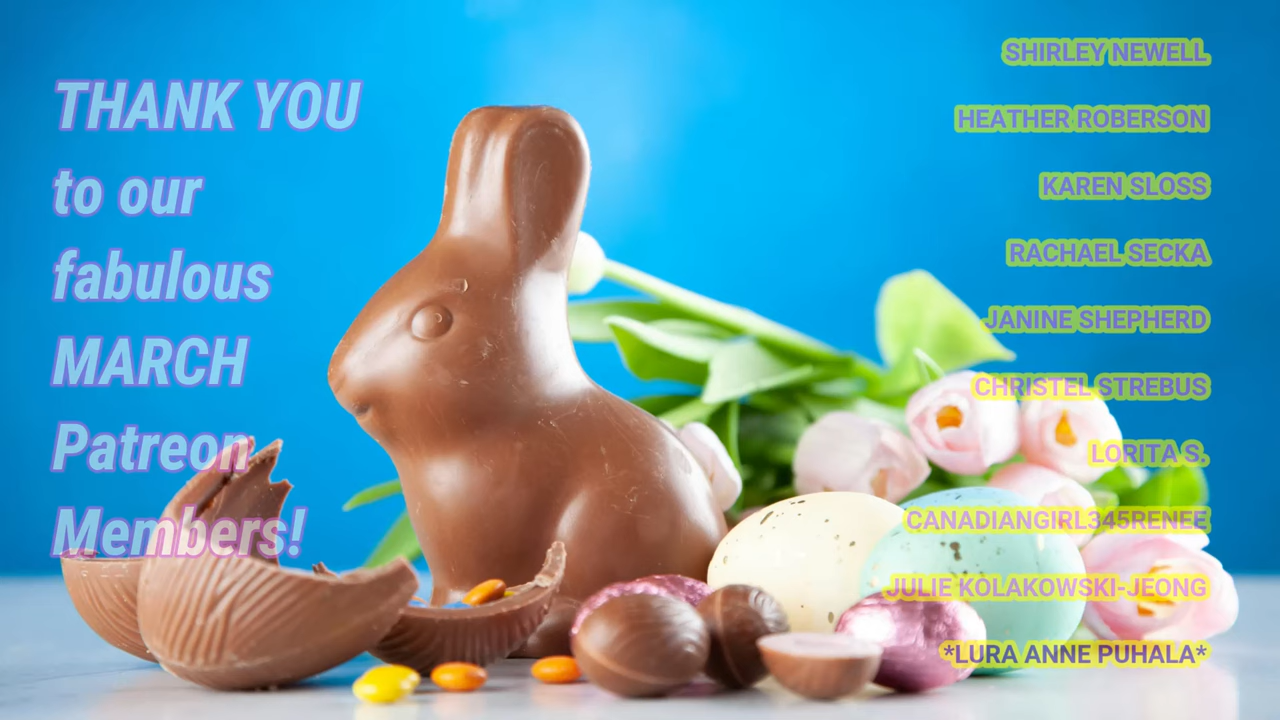 THANK YOU
to our
fabulous
MARCH
Patreon
Members!
SHIRLEY NEWELL
HEATHER ROBERSON
KAREN SLOSS
RACHAEL SECKA
JANINE SHEPHERD
CHRISTEL STREBUS
LORITA S.
CANADIANGIRL345RENEE
JULIE KOLAKOWSKI-JEONG
*LURA ANNE PUHALA*